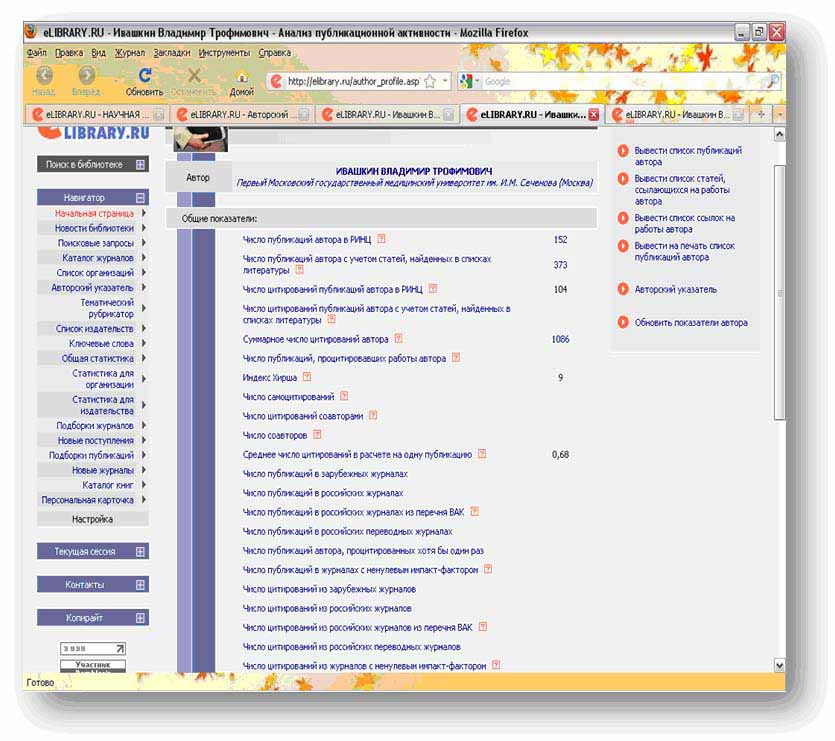 eLIBRARY.RU - Ивашкин Владимир Трофимович - Анализ публикационной активности - Mozilla Firefox
Файл Правка Вид Журнал Закладки Инструменты Справка
Назад Вперёд Обновить Остановить Домой http://elibrary.ru/author_profile.asp Google
eLIBRARY.RU - НАУЧНАЯ ... eLIBRARY.RU - Авторский ... eLIBRARY.RU - Ивашкин В... eLIBRARY.RU - Ивашки... eLIBRARY.RU - Ивашкин В...
LIBRARY.RU
Поиск в библиотеке
Навигатор
Начальная страница
Новости библиотеки
Поисковые запросы
Каталог журналов
Список организаций
Авторский указатель
Тематический
рубрикатор
Список издательств
Ключевые слова
Общая статистика
Статистика для
организации
Статистика для
издательства
Подборки журналов
Новые поступления
Подборки публикаций
Новые журналы
Каталог книг
Персональная карточка
Настройка
Текущая сессия
Контакты
Копирайт
3 939
Участник
Автор
ИВАШКИН ВЛАДИМИР ТРОФИМОВИЧ
Первый Московский государственный медицинский университет им. И.М. Сеченова (Москва)
Общие показатели:
Число публикаций автора в РИНЦ ? 152
Число публикаций автора с учетом статей, найденных в списках
литературы ? 373
Число цитирований публикаций автора в РИНЦ ? 104
Число цитирований публикаций автора с учетом статей, найденных в
списках литературы ?
Суммарное число цитирований автора ? 1086
Число публикаций, процитировавших работы автора ?
Индекс Хирша ? 9
Число самоцитирований ?
Число цитирований соавторами ?
Число соавторов ?
Среднее число цитирований в расчете на одну публикацию ? 0,68
Число публикаций в зарубежных журналах
Число публикаций в российских журналах
Число публикаций в российских журналах из перечня ВАК ?
Число публикаций в российских переводных журналах
Число публикаций автора, процитированных хотя бы один раз
Число публикаций в журналах с ненулевым импакт-фактором ?
Число цитирований из зарубежных журналов
Число цитирований из российских журналов
Число цитирований из российских журналов из перечня ВАК ?
Число цитирований из российских переводных журналов
Число цитирований из журналов с ненулевым импакт-фактором ?
Вывести список публикаций
автора
Вывести список статей,
ссылающихся на работы
автора
Вывести список ссылок на
работы автора
Вывести на печать список
публикаций автора
Авторский указатель
Обновить показатели автора
Готово